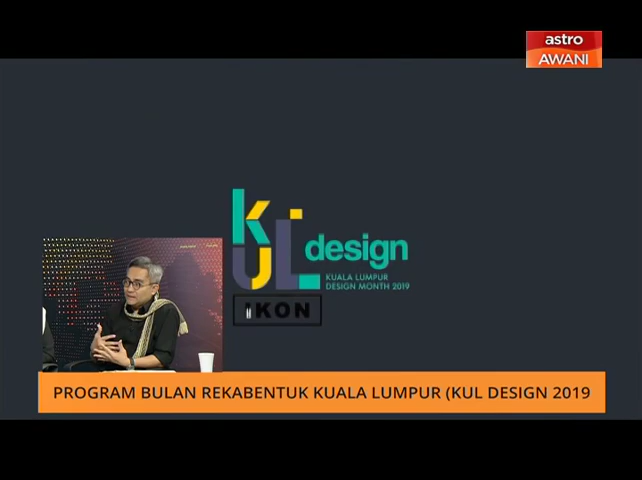 astro
AWANI
KUL design
KUALA LUMPUR
DESIGN MONTH 2019
iKON
PROGRAM BULAN REKABENTUK KUALA LUMPUR (KUL DESIGN 2019